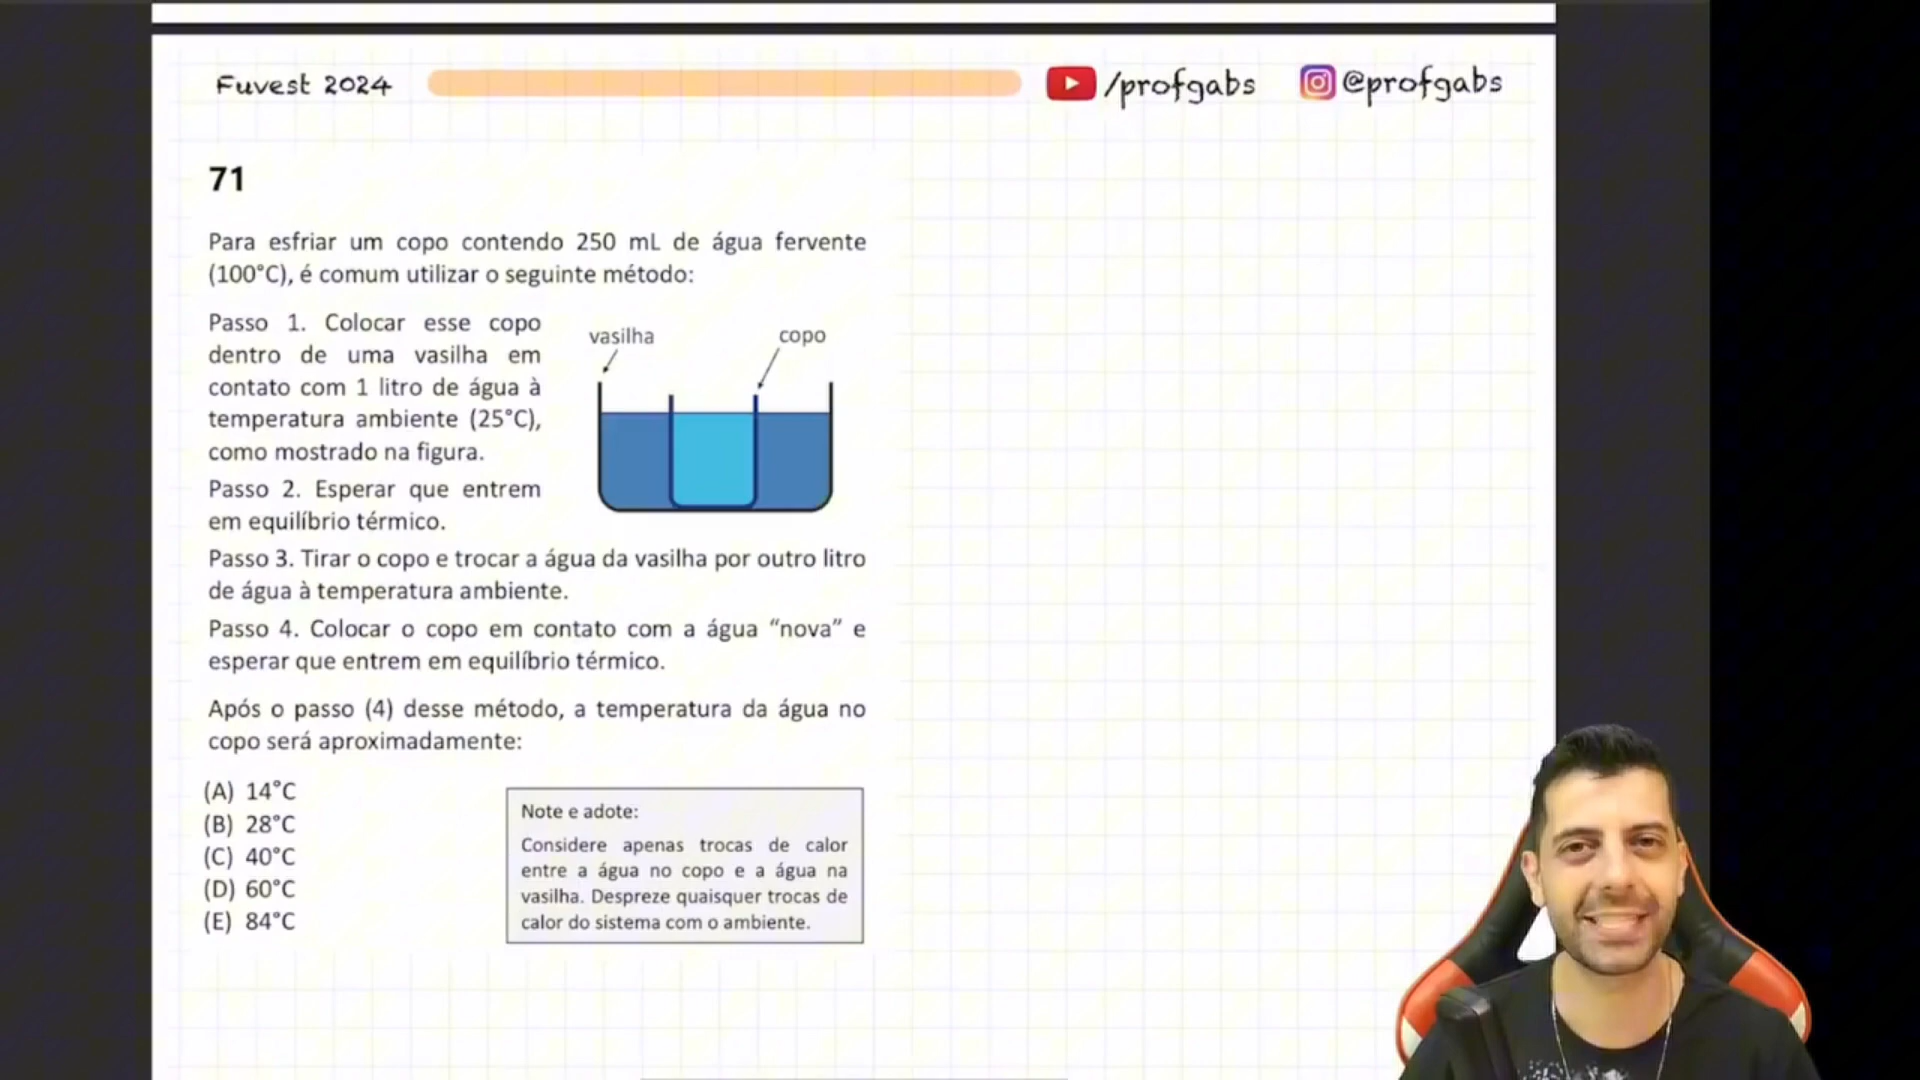 Fuvest 2024
/profgabs
@profgabs
71
Para esfriar um copo contendo 250 mL de água fervente
(100°C), é comum utilizar o seguinte método:
Passo 1. Colocar esse copo
dentro de uma vasilha em
contato com 1 litro de água à
temperatura ambiente (25°C),
como mostrado na figura.
vasilha
copo
Passo 2. Esperar que entrem
em equilíbrio térmico.
Passo 3. Tirar o copo e trocar a água da vasilha por outro litro
de água à temperatura ambiente.
Passo 4. Colocar o copo em contato com a água “nova” e
esperar que entrem em equilíbrio térmico.
Após o passo (4) desse método, a temperatura da água no
copo será aproximadamente:
(A) 14°C
(B) 28°C
(C) 40°C
(D) 60°C
(E) 84°C
Note e adote:
Considere apenas trocas de calor
entre a água no copo e a água na
vasilha. Despreze quaisquer trocas de
calor do sistema com o ambiente.